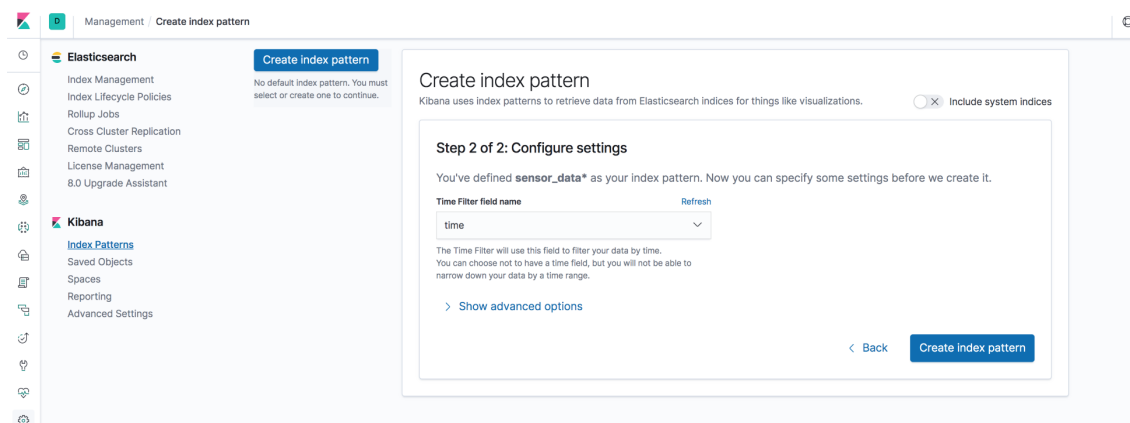 D Management / Create index pattern
Elasticsearch
Index Management
Index Lifecycle Policies
Rollup Jobs
Cross Cluster Replication
Remote Clusters
License Management
8.0 Upgrade Assistant
Kibana
Index Patterns
Saved Objects
Spaces
Reporting
Advanced Settings
Create index pattern
No default index pattern. You must
select or create one to continue.
Create index pattern
Kibana uses index patterns to retrieve data from Elasticsearch indices for things like visualizations.
Include system indices
Step 2 of 2: Configure settings
You've defined sensor_data* as your index pattern. Now you can specify some settings before we create it.
Time Filter field name Refresh
time
The Time Filter will use this field to filter your data by time.
You can choose not to have a time field, but you will not be able to
narrow down your data by a time range.
> Show advanced options
< Back Create index pattern